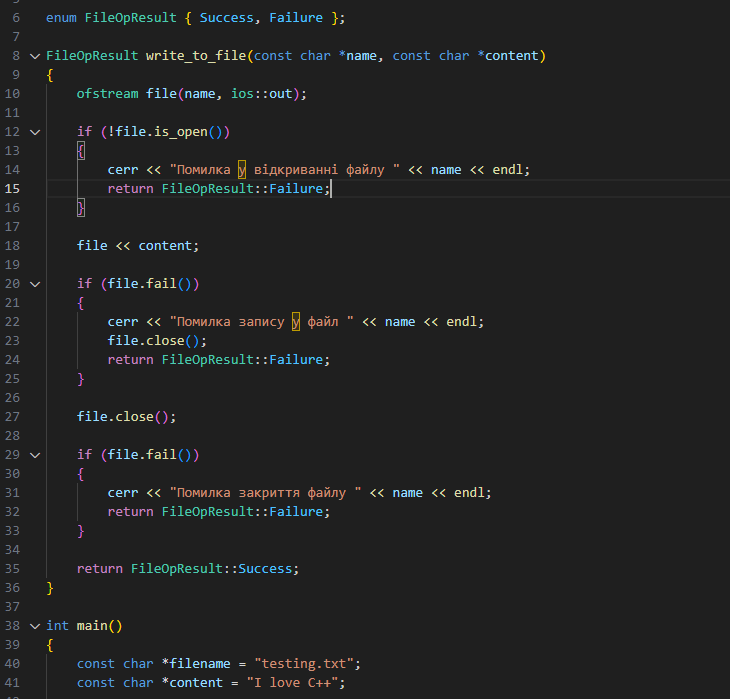 6 enum FileOpResult { Success, Failure };
7
8 FileOpResult write_to_file(const char *name, const char *content)
9 {
10 ofstream file(name, ios::out);
11
12 if (!file.is_open())
13 {
14 cerr << "Помилка у відкриванні файлу " << name << endl;
15 return FileOpResult::Failure;
16 }
17
18 file << content;
19
20 if (file.fail())
21 {
22 cerr << "Помилка запису у файл " << name << endl;
23 file.close();
24 return FileOpResult::Failure;
25 }
26
27 file.close();
28
29 if (file.fail())
30 {
31 cerr << "Помилка закриття файлу " << name << endl;
32 return FileOpResult::Failure;
33 }
34
35 return FileOpResult::Success;
36 }
37
38 int main()
39 {
40 const char *filename = "testing.txt";
41 const char *content = "I love C++";